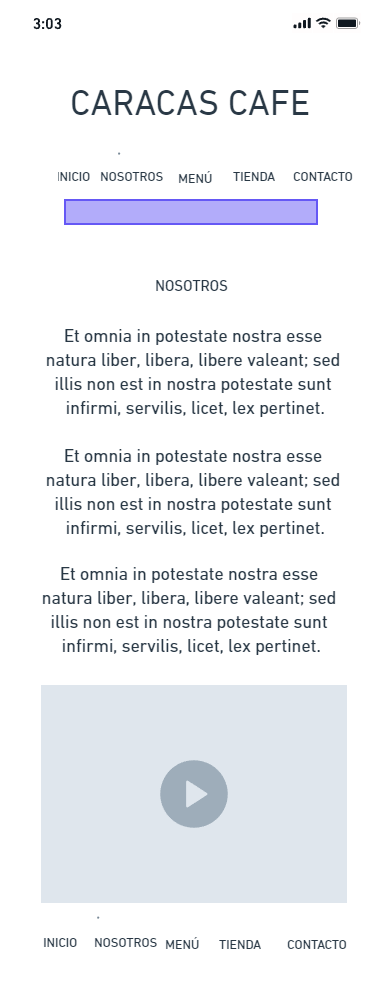 3:03
CARACAS CAFE
INICIO NOSOTROS MENÚ TIENDA CONTACTO
NOSOTROS
Et omnia in potestate nostra esse
natura liber, libera, libere valeant; sed
illis non est in nostra potestate sunt
infirmi, servilis, licet, lex pertinet.
Et omnia in potestate nostra esse
natura liber, libera, libere valeant; sed
illis non est in nostra potestate sunt
infirmi, servilis, licet, lex pertinet.
Et omnia in potestate nostra esse
natura liber, libera, libere valeant; sed
illis non est in nostra potestate sunt
infirmi, servilis, licet, lex pertinet.
INICIO NOSOTROS MENÚ TIENDA CONTACTO